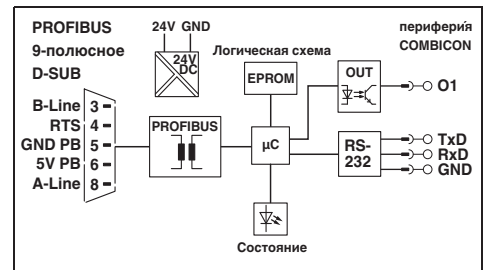 PROFIBUS
9-полюсное
D-SUB
24V GND
24V
DC
Логическая схема
EPROM
OUT
периферия́
COMBICON
O1
B-Line 3
RTS 4
GND PB 5
5V PB 6
A-Line 8
PROFIBUS
µC
RS-
232
TxD
RxD
GND
Состояние